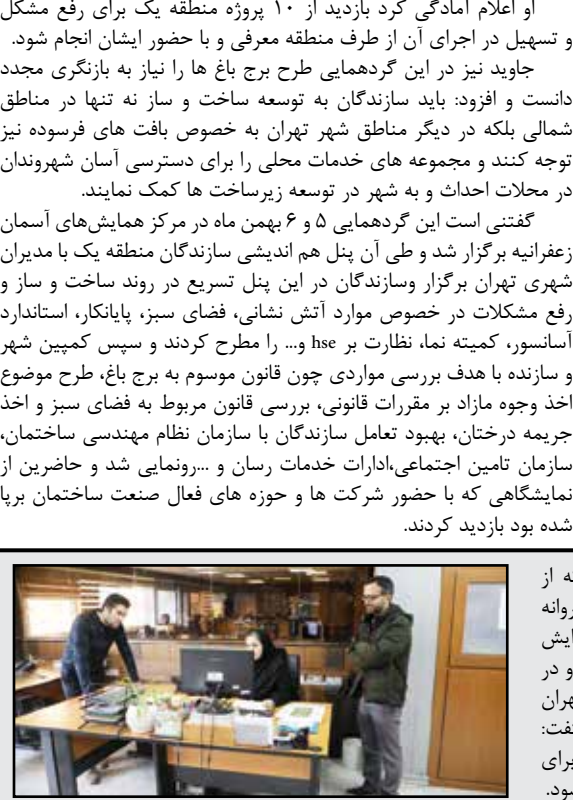 او اعلام آمادگی کرد بازدید از ۱۰ پروژه منطقه یک برای رفع مشکل
و تسهیل در اجرای آن از طرف منطقه معرفی و با حضور ایشان انجام شود.
جاوید نیز در این گردهمایی طرح برج باغ ها را نیاز به بازنگری مجدد
دانست و افزود: باید سازندگان به توسعه ساخت و ساز نه تنها در مناطق
شمالی بلکه در دیگر مناطق شهر تهران به خصوص بافت های فرسوده نیز
توجه کنند و مجموعه های خدمات محلی را برای دسترسی آسان شهروندان
در محلات احداث و به شهر در توسعه زیرساخت ها کمک نمایند.
گفتنی است این گردهمایی ۵ و ۶ بهمن ماه در مرکز همایش‌های آسمان
زعفرانیه برگزار شد و طی آن پنل هم اندیشی سازندگان منطقه یک با مدیران
شهری تهران برگزار وسازندگان در این پنل تسریع در روند ساخت و ساز و
رفع مشکلات در خصوص موارد آتش نشانی، فضای سبز، پایانکار، استاندارد
آسانسور، کمیته نما، نظارت بر hse و... را مطرح کردند و سپس کمپین شهر
و سازنده با هدف بررسی مواردی چون قانون موسوم به برج باغ، طرح موضوع
اخذ وجوه مازاد بر مقررات قانونی، بررسی قانون مربوط به فضای سبز و اخذ
جریمه درختان، بهبود تعامل سازندگان با سازمان نظام مهندسی ساختمان،
سازمان تامین اجتماعی،ادارات خدمات رسان و ...رونمایی شد و حاضرین از
نمایشگاهی که با حضور شرکت ها و حوزه های فعال صنعت ساختمان برپا
شده بود بازدید کردند.
از
در